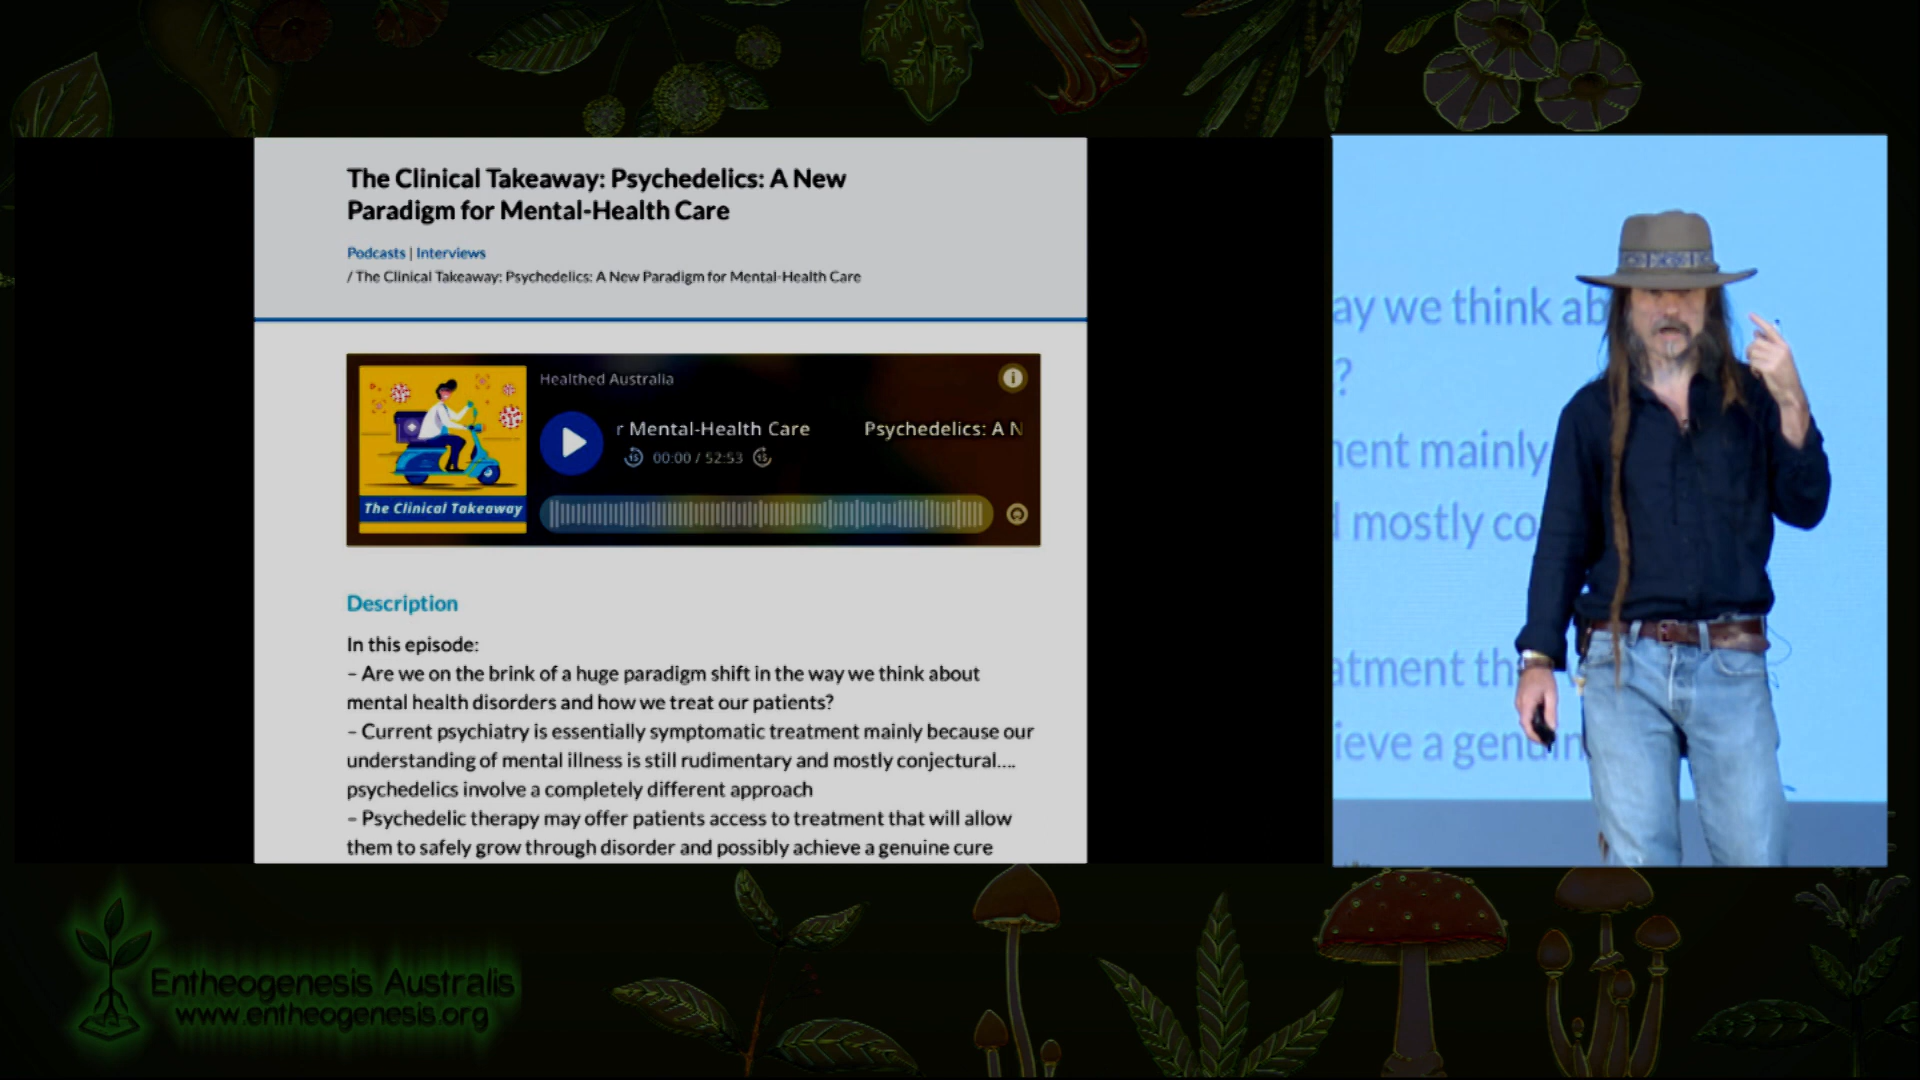 The Clinical Takeaway: Psychedelics: A New
Paradigm for Mental-Health Care
Podcasts | Interviews
/ The Clinical Takeaway: Psychedelics: A New Paradigm for Mental-Health Care
Healthed Australia
r Mental-Health Care Psychedelics: A N
15 00:00 / 52:53 15
The Clinical Takeaway
Description
In this episode:
– Are we on the brink of a huge paradigm shift in the way we think about
mental health disorders and how we treat our patients?
– Current psychiatry is essentially symptomatic treatment mainly because our
understanding of mental illness is still rudimentary and mostly conjectural....
psychedelics involve a completely different approach
– Psychedelic therapy may offer patients access to treatment that will allow
them to safely grow through disorder and possibly achieve a genuine cure
ay we think ab
?
ent mainly
mostly co
atment th
ieve a genuin
Entheogenesis Australis
www.entheogenesis.org